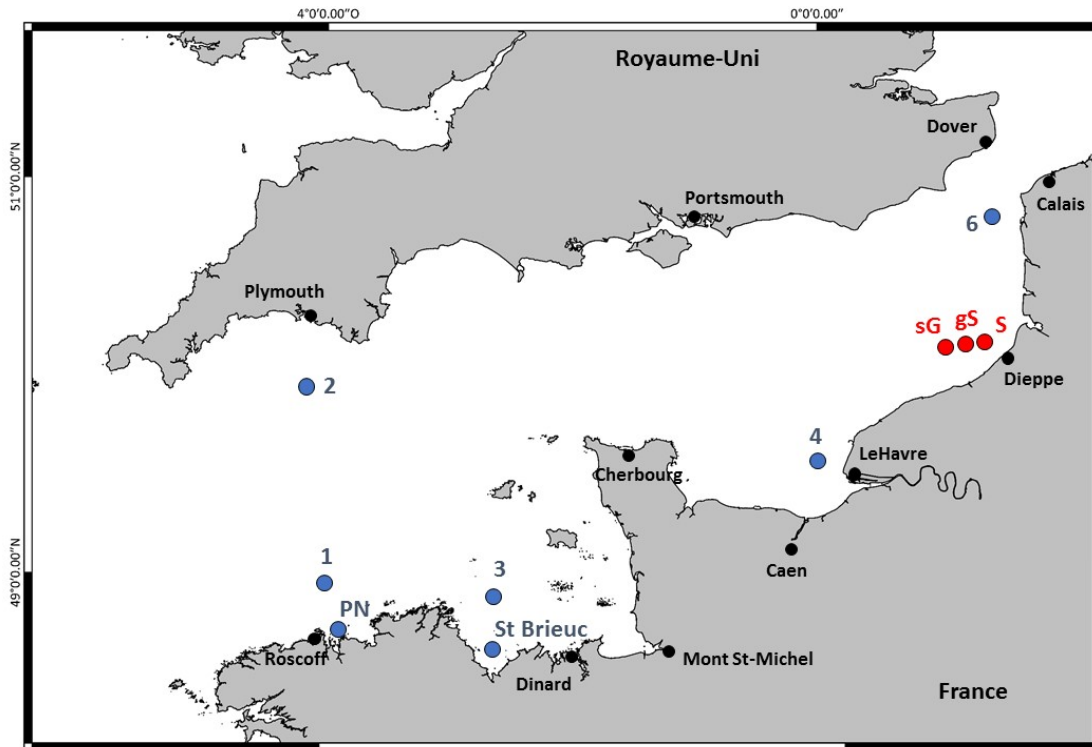 4°0'0.00"O
0°0'0.00"
Royaume-Uni
Dover
51°0'0.00"N
Calais
Portsmouth
6
Plymouth
sG gS S
Dieppe
2
4
LeHavre
Cherbourg
1
3
Caen
49°0'0.00"N
PN
St Brieuc
Roscoff
Mont St-Michel
Dinard
France